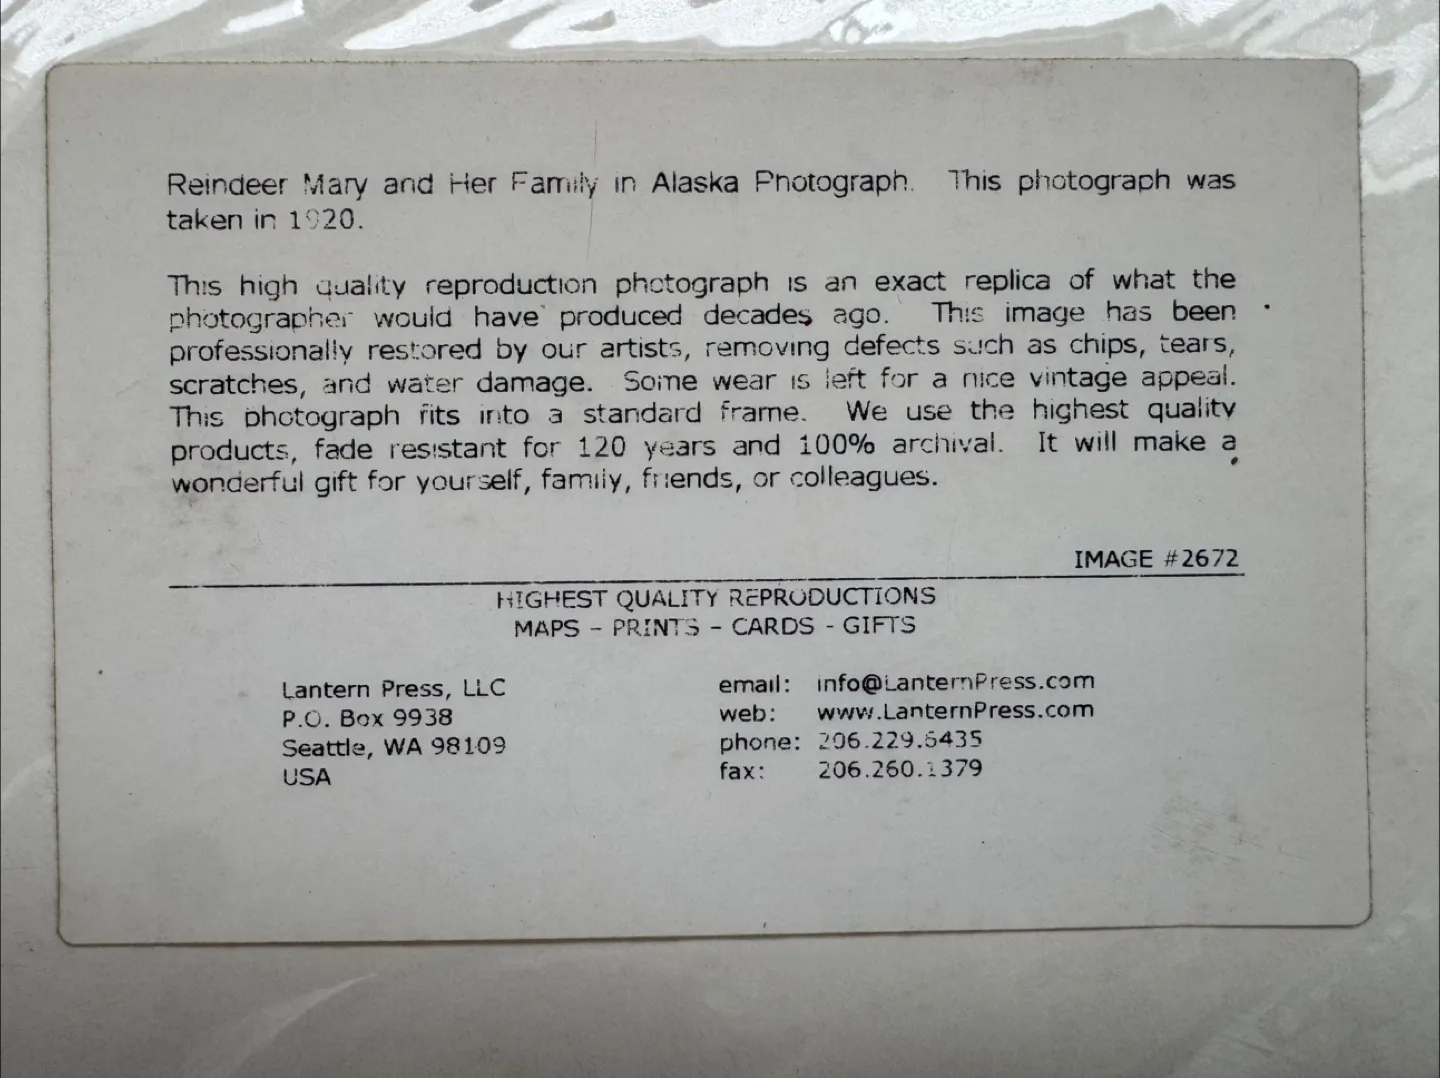 Reindeer Mary and Her Family in Alaska Photograph. This photograph was
taken in 1920.
This high quality reproduction photograph is an exact replica of what the
photographer would have produced decades ago. This image has been
professionally restored by our artists, removing defects such as chips, tears,
scratches, and water damage. Some wear is left for a nice vintage appeal.
This photograph fits into a standard frame. We use the highest quality
products, fade resistant for 120 years and 100% archival. It will make a
wonderful gift for yourself, family, friends, or colleagues.
IMAGE #2672
HIGHEST QUALITY REPRODUCTIONS
MAPS - PRINTS - CARDS - GIFTS
Lantern Press, LLC
P.O. Box 9938
Seattle, WA 98109
USA
email: info@LanternPress.com
web: www.LanternPress.com
phone: 206.229.6435
fax: 206.260.1379